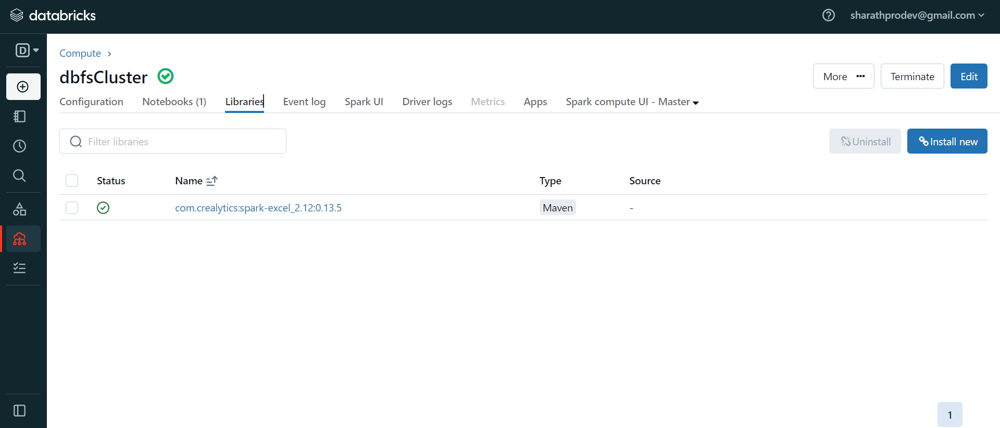 databricks
sharathprodev@gmail.com
D
Compute
dbfsCluster
More ···
Terminate
Edit
Configuration
Notebooks (1)
Libraries
Event log
Spark UI
Driver logs
Metrics
Apps
Spark compute UI - Master
Filter libraries
Uninstall
Install new
Status
Name
Type
Source
com.crealytics:spark-excel_2.12:0.13.5
Maven
-
1